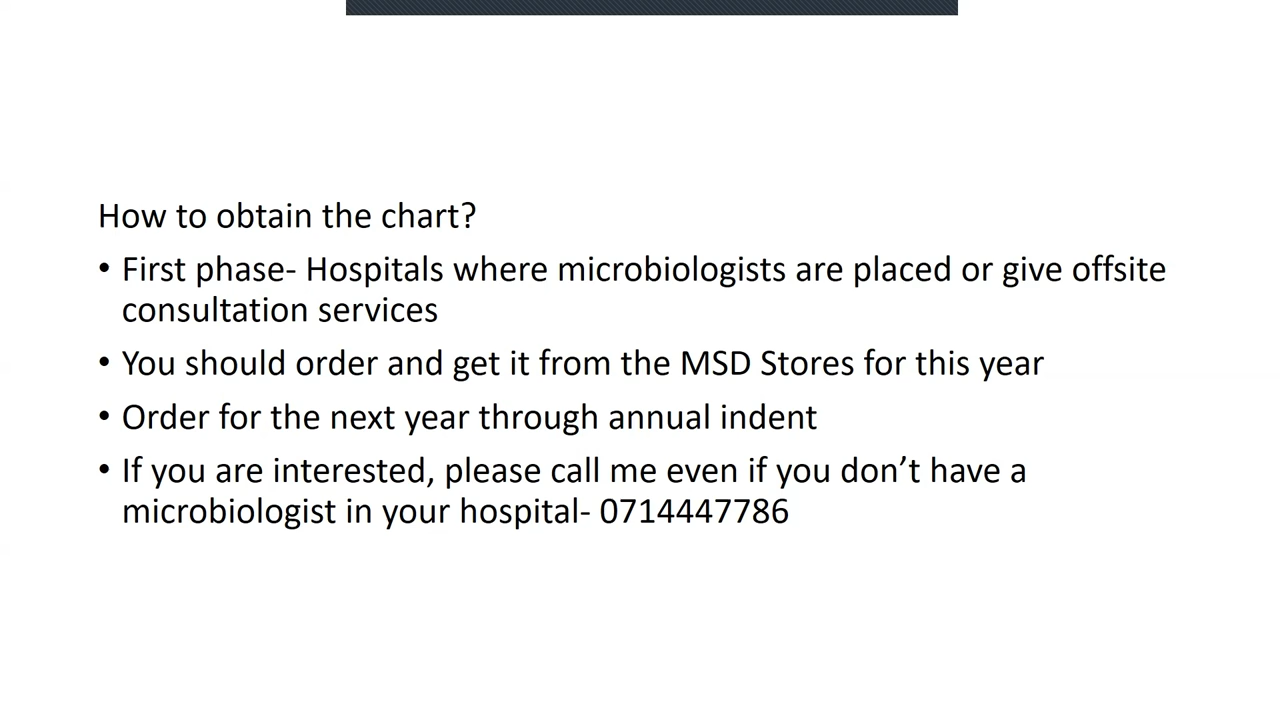 How to obtain the chart?
• First phase- Hospitals where microbiologists are placed or give offsite
consultation services
• You should order and get it from the MSD Stores for this year
• Order for the next year through annual indent
• If you are interested, please call me even if you don’t have a
microbiologist in your hospital- 0714447786